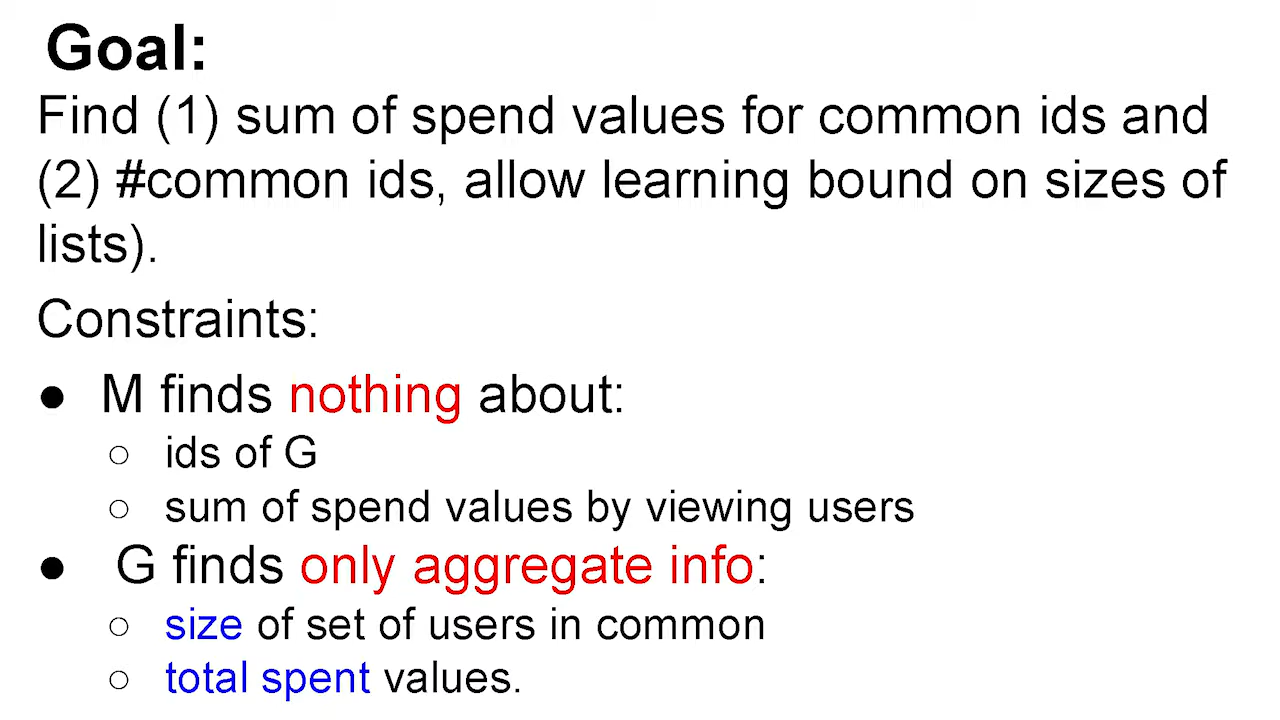 Goal:
Find (1) sum of spend values for common ids and
(2) #common ids, allow learning bound on sizes of
lists).
Constraints:
● M finds nothing about:
○ ids of G
○ sum of spend values by viewing users
● G finds only aggregate info:
○ size of set of users in common
○ total spent values.